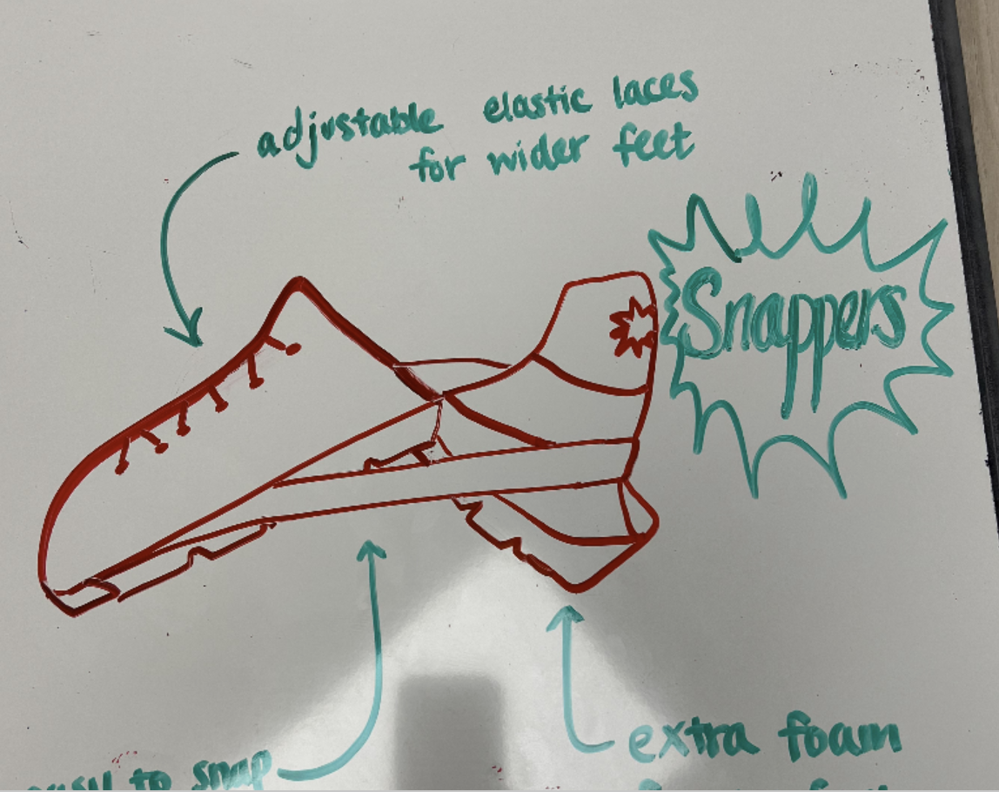 adjustable elastic laces
for wider feet
Snappers
easy to snap
extra foam